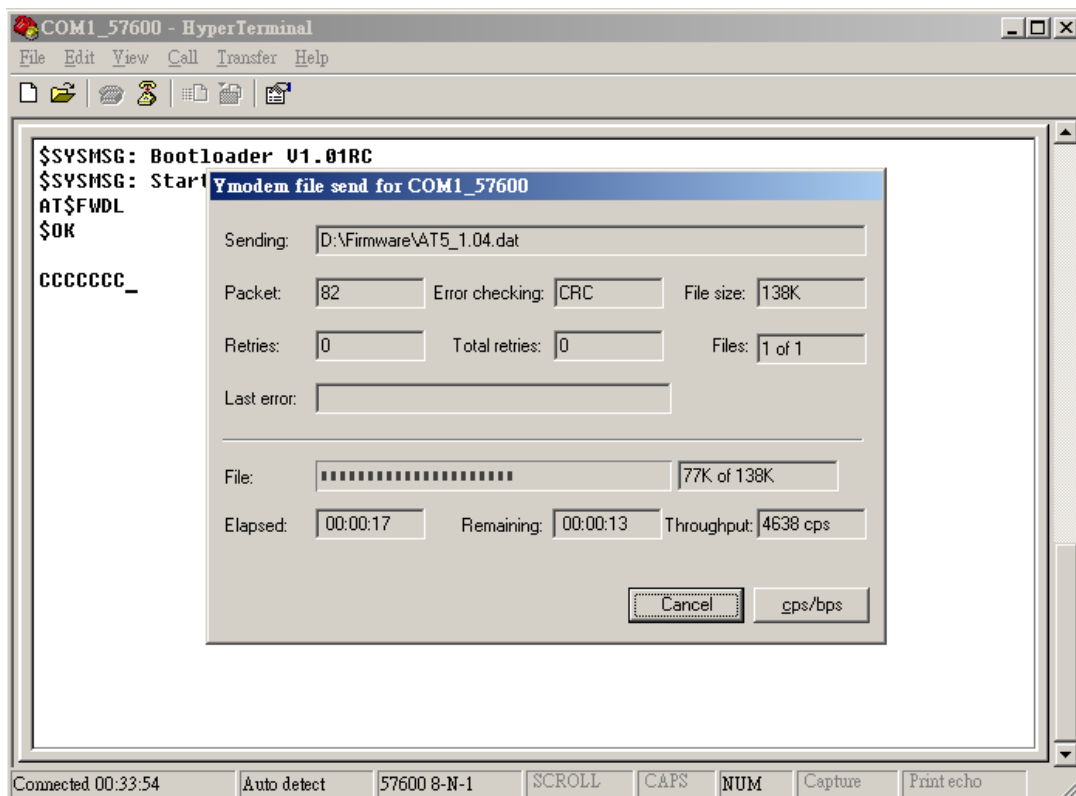 COM1_57600 - HyperTerminal
File Edit View Call Transfer Help
$SYSMSG: Bootloader V1.01RC
$SYSMSG: Start
AT$FWDL
$OK
CCCCCCC_
Ymodem file send for COM1_57600
Sending: D:\Firmware\AT5_1.04.dat
Packet: 82 Error checking: CRC File size: 138K
Retries: 0 Total retries: 0 Files: 1 of 1
Last error:
File: 77K of 138K
Elapsed: 00:00:17 Remaining: 00:00:13 Throughput: 4638 cps
Cancel cps/bps
Connected 00:33:54 Auto detect 57600 8-N-1 SCROLL CAPS NUM Capture Print echo